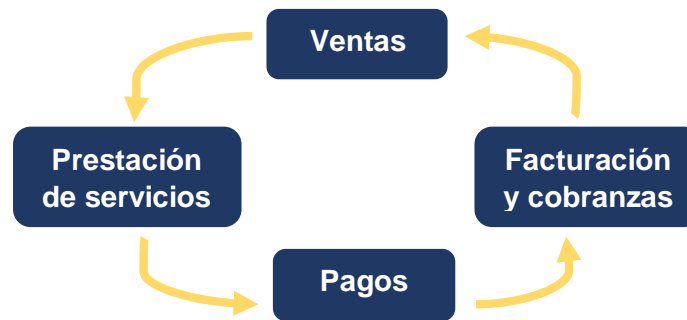 Ventas
Prestación
de servicios
Facturación
y cobranzas
Pagos